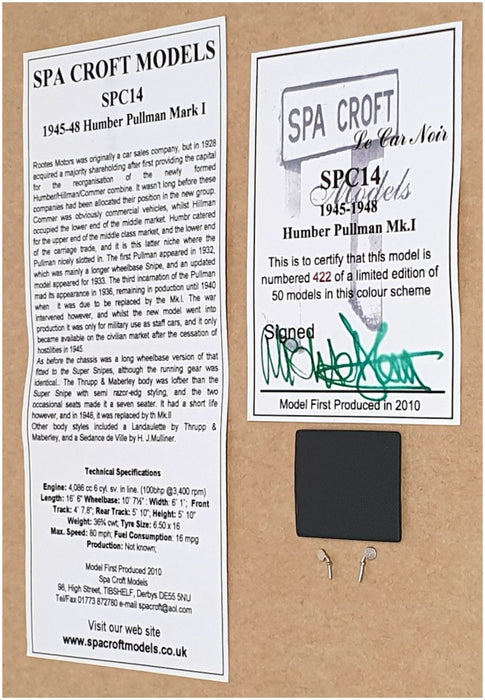 SPA CROFT MODELS
SPC14
1945-48 Humber Pullman Mark I
Rootes Motors was originally a car sales company, but in 1928
acquired a majority shareholding after first providing the capital
for the reorganisation of the newly formed
Humber/Hillman/Commer combine. It wasn't long before these
companies had been allocated their position in the new group.
Commer was obviously commercial vehicles, whilst Hillman
occupied the lower end of the middle market. Humbr catered
for the upper end of the middle class market, and the lower end
of the carriage trade, and it is this latter niche where the
Pullman nicely slotted in. The first Pullman appeared in 1932,
which was mainly a longer wheelbase Snipe, and an updated
model appeared for 1933. The third incarnation of the Pullman
mad its appearance in 1936, remaining in poduction until 1940
when it was due to be replaced by the Mk.I. The war
intervened however, and whilst the new model went into
production it was only for military use as staff cars, and it only
became available on the civilian market after the cessation of
hostilities in 1945.
As before the chassis was a long wheelbase version of that
fitted to the Super Snipes, although the running gear was
identical.. The Thrupp & Maberley body was lofther than the
Super Snipe with semi razor-edg styling, and the two
occasional seats made it a seven seater. It had a short life
however, and in 1948, it was replaced by th Mk.II
Other body styles included a Landaulette by Thrupp &
Maberley, and a Sedance de Ville by H. J.Mulliner.
Technical Specifications
Engine: 4,086 cc 6 cyl. sv. in line. (100bhp @3,400 rpm)
Length: 16' 6" Wheelbase: 10' 7½" : Width: 6' 1"; Front
Track: 4' 7.8"; Rear Track: 5' 10"; Height: 5' 10"
Weight: 36¾ cwt; Tyre Size: 6.50 x 16
Max. Speed: 80 mph; Fuel Consumption: 16 mpg
Production: Not known;
Model First Produced 2010
Spa Croft Models
98, High Street, TIBSHELF, Derbys DE55 5NU
Tel/Fax 01773 872780 e-mail spacroft@aol.com
Visit our web site
www.spacroftmodels.co.uk
SPA CROFT
Le Car Noir
SPC14
Models
1945-1948
Humber Pullman Mk.I
This is to certify that this model is
numbered 422 of a limited edition of
50 models in this colour scheme
Signed
Model First Produced in 2010